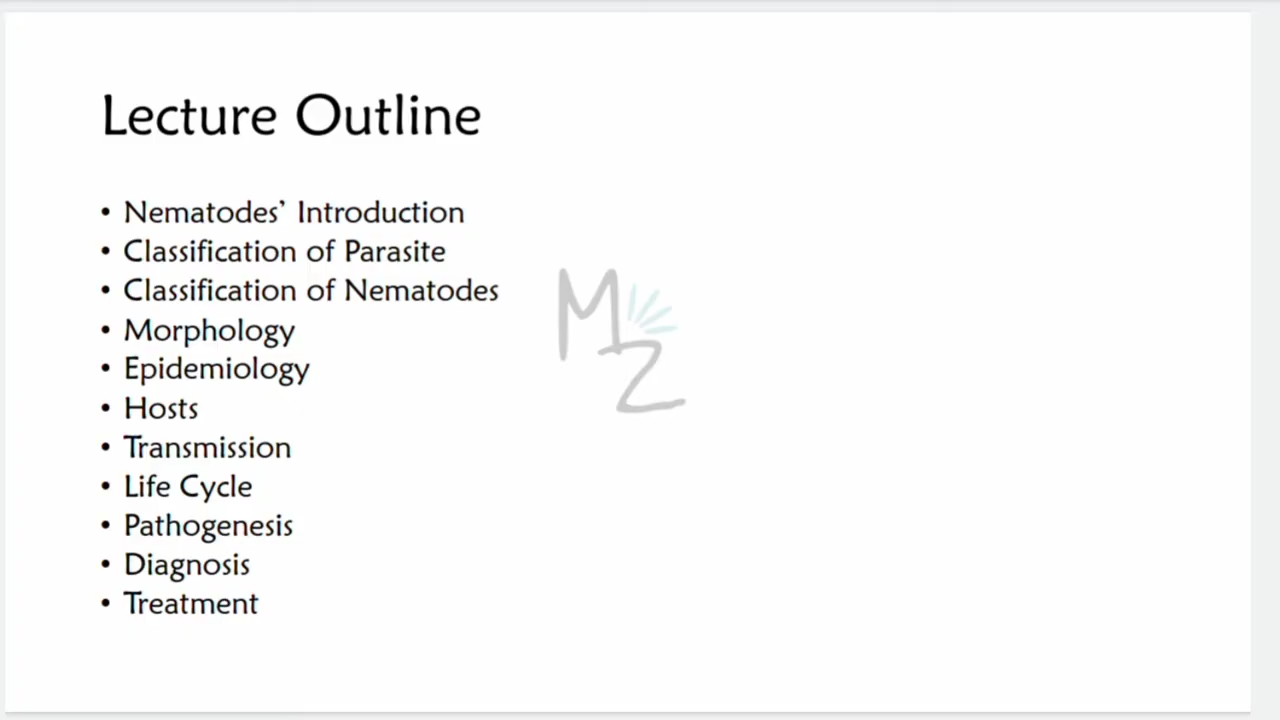 Lecture Outline
• Nematodes’ Introduction
• Classification of Parasite
• Classification of Nematodes
• Morphology
• Epidemiology
• Hosts
• Transmission
• Life Cycle
• Pathogenesis
• Diagnosis
• Treatment
MZ